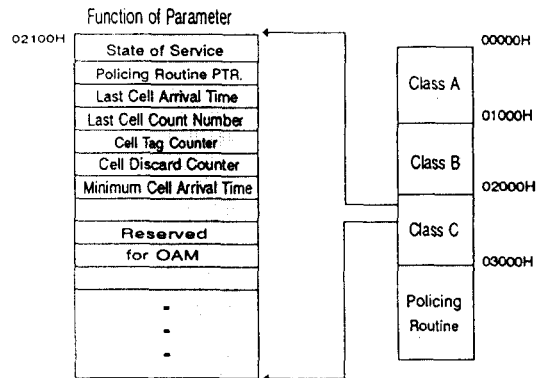 Function of Parameter
02100H
State of Service
Policing Routine PTR.
Last Cell Arrival Time
Last Cell Count Number
Cell Tag Counter
Cell Discard Counter
Minimum Cell Arrival Time
Reserved
for OAM
00000H
Class A
01000H
Class B
02000H
Class C
03000H
Policing
Routine